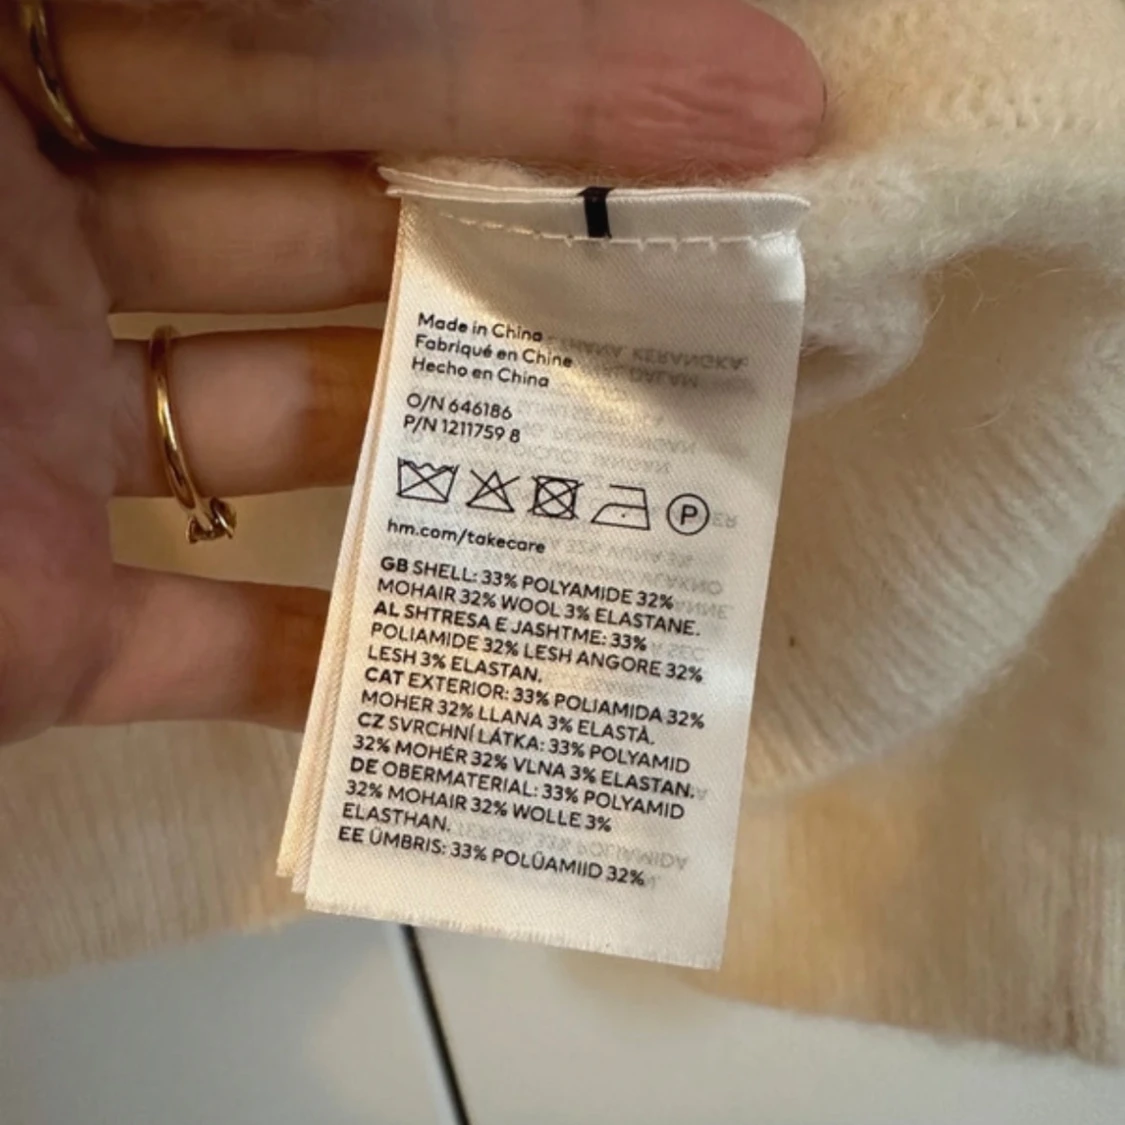 Made in China
Fabriqué en Chine
Hecho en China
O/N 646186
P/N 1211759 8
P
hm.com/takecare
GB SHELL: 33% POLYAMIDE 32%
MOHAIR 32% WOOL 3% ELASTANE.
AL SHTRESA E JASHTME: 33%
POLIAMIDE 32% LESH ANGORE 32%
LESH 3% ELASTAN.
CAT EXTERIOR: 33% POLIAMIDA 32%
MOHER 32% LLANA 3% ELASTÀ.
CZ SVRCHNÍ LÁTKA: 33% POLYAMID
32% MOHÉR 32% VLNA 3% ELASTAN.
DE OBERMATERIAL: 33% POLYAMID
32% MOHAIR 32% WOLLE 3%
ELASTHAN.
EE ÜMBRIS: 33% POLÜAMIID 32%